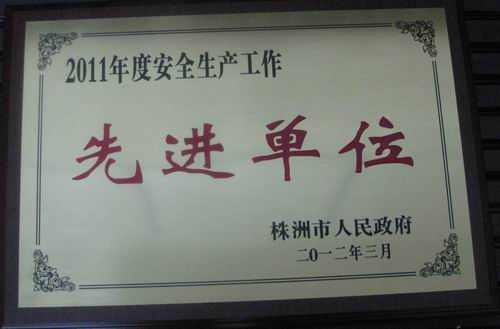 2011年度安全生产工作
先进单位
株洲市人民政府
二○一二年三月